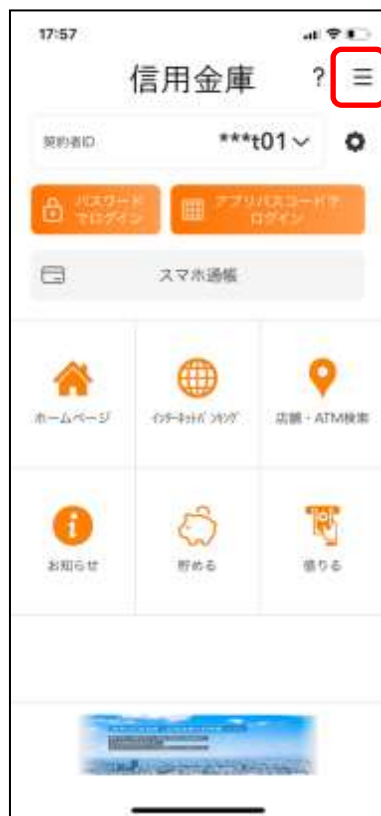 17:57
信用金庫 ?
契約者ID ***t01
パスワード
でログイン
アプリパスコードで
ログイン
スマホ通帳
ホームページ
インターネットバンキング
店舗・ATM検索
お知らせ
貯める
借りる